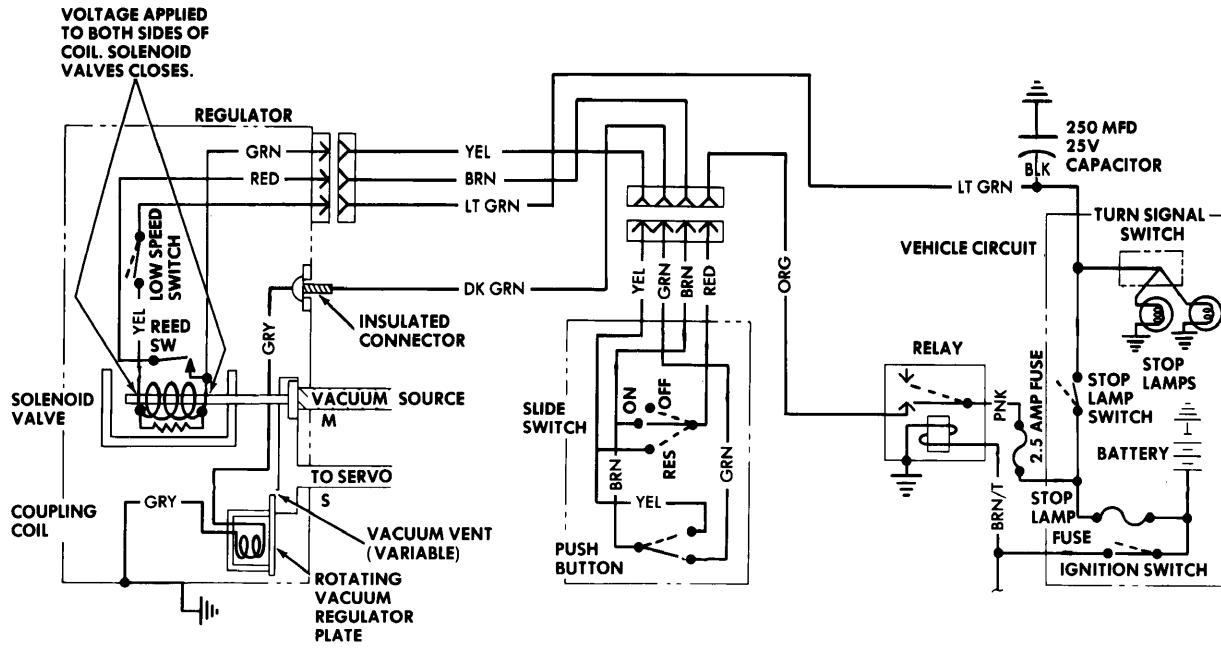 VOLTAGE APPLIED
TO BOTH SIDES OF
COIL. SOLENOID
VALVES CLOSES.
REGULATOR
GRN
RED
YEL
BRN
LT GRN
LOW SPEED
SWITCH
YEL
REED
SW
GRY
DK GRN
INSULATED
CONNECTOR
SOLENOID
VALVE
VACUUM SOURCE
M
TO SERVO
S
COUPLING
COIL
GRY
VACUUM VENT
(VARIABLE)
ROTATING
VACUUM
REGULATOR
PLATE
YEL
GRN
BRN
RED
ORG
SLIDE
SWITCH
ON
OFF
RES
BRN
GRN
YEL
PUSH
BUTTON
250 MFD
25V
CAPACITOR
BLK
LT GRN
TURN SIGNAL
SWITCH
VEHICLE CIRCUIT
STOP
LAMPS
RELAY
PNK
2.5 AMP FUSE
STOP
LAMP
SWITCH
BATTERY
BRN/T
STOP
LAMP
FUSE
IGNITION SWITCH